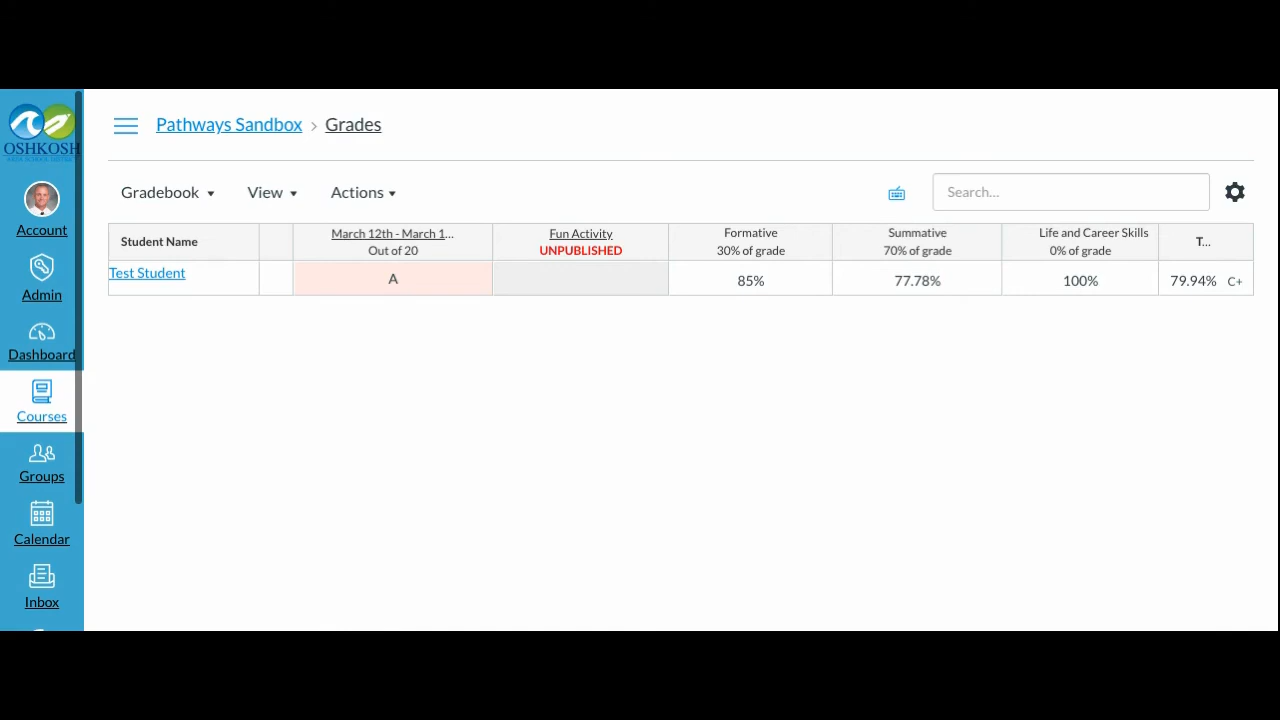 OSHKOSH
Account
Admin
Dashboard
Courses
Groups
Calendar
Inbox
Pathways Sandbox > Grades
Gradebook View Actions
Search...
Student Name
March 12th - March 1...
Out of 20
Fun Activity
UNPUBLISHED
Formative
30% of grade
Summative
70% of grade
Life and Career Skills
0% of grade
T...
Test Student
A
85%
77.78%
100%
79.94% C+